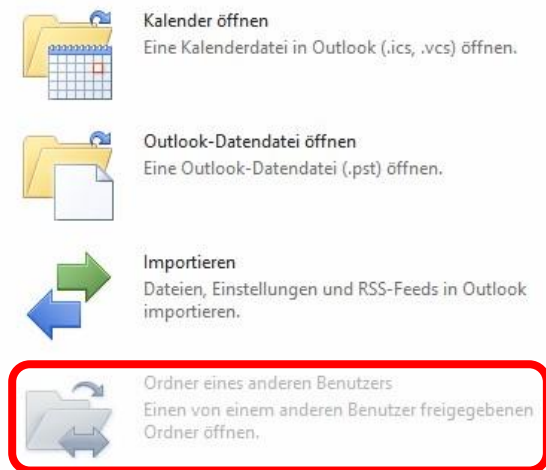 Kalender öffnen
Eine Kalenderdatei in Outlook (.ics, .vcs) öffnen.
Outlook-Datendatei öffnen
Eine Outlook-Datendatei (.pst) öffnen.
Importieren
Dateien, Einstellungen und RSS-Feeds in Outlook
importieren.
Ordner eines anderen Benutzers
Einen von einem anderen Benutzer freigegebenen
Ordner öffnen.